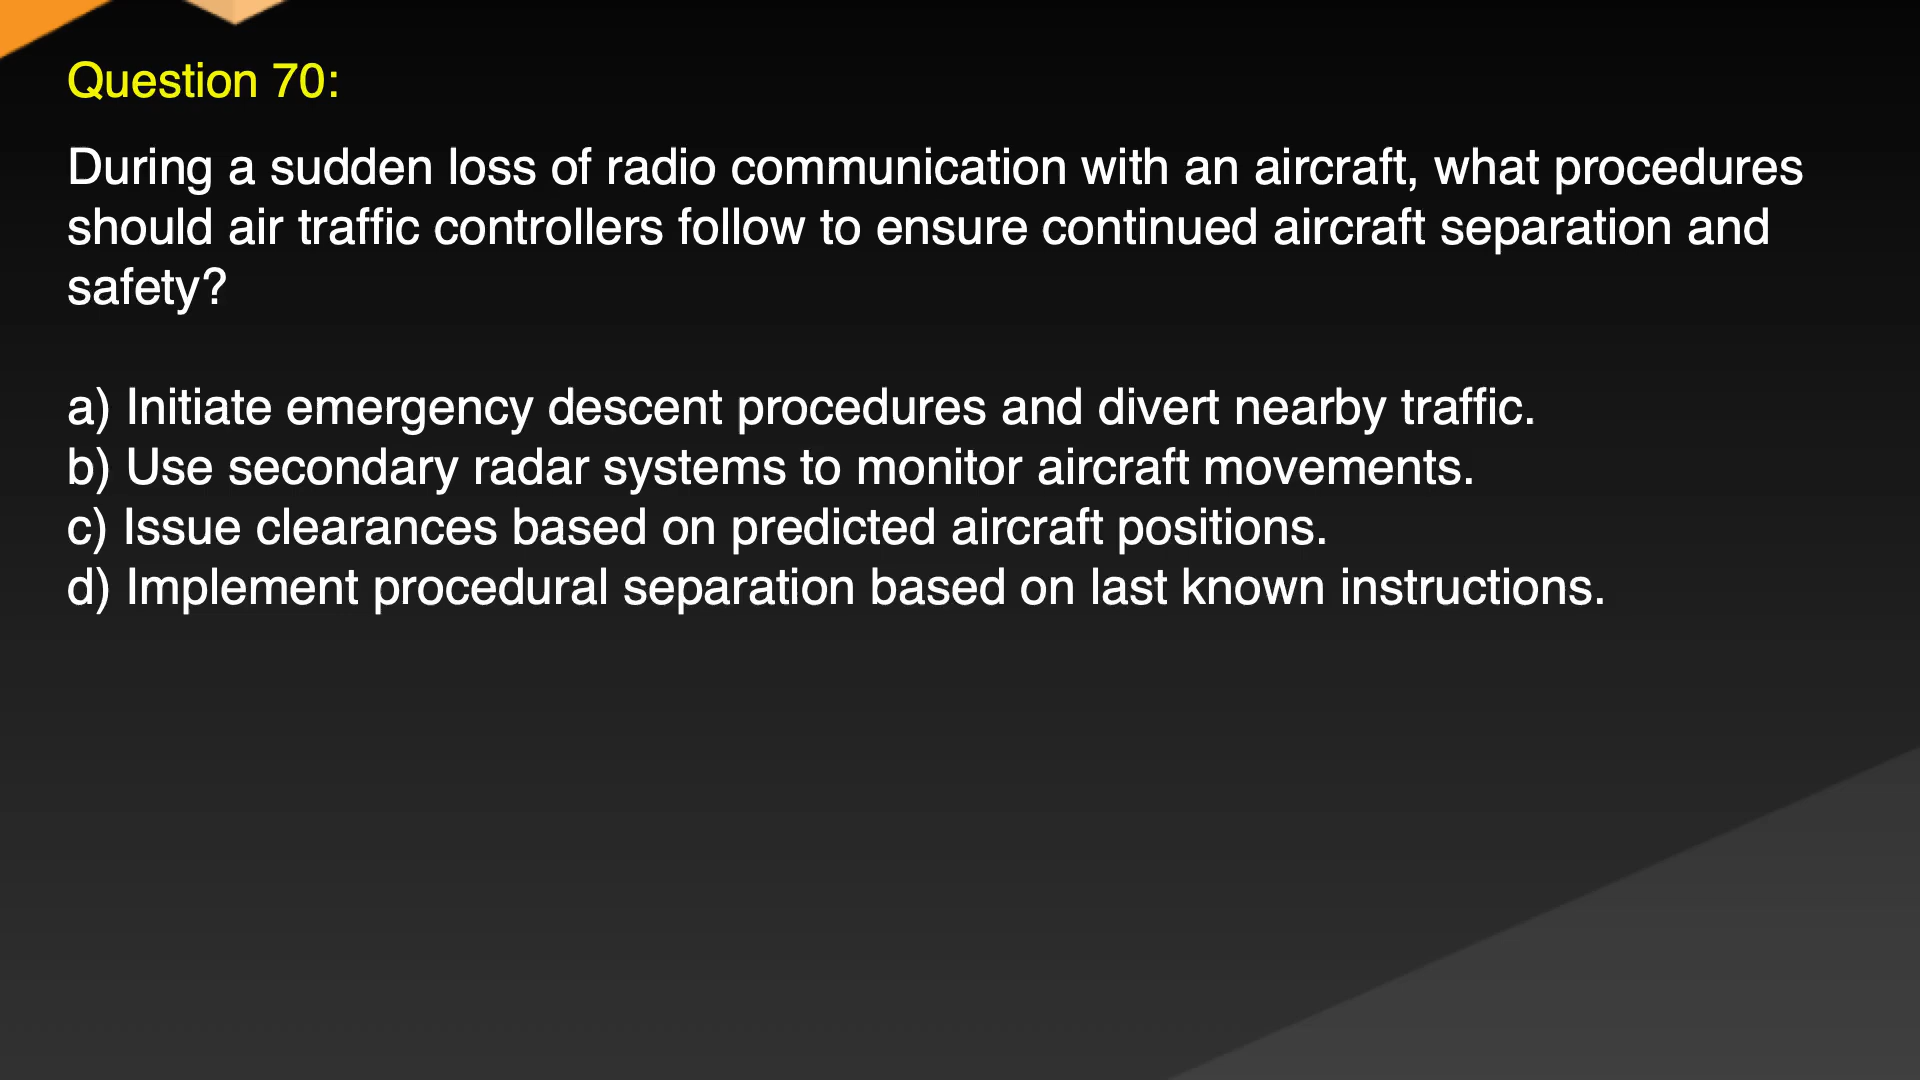 Question 70:
During a sudden loss of radio communication with an aircraft, what procedures
should air traffic controllers follow to ensure continued aircraft separation and
safety?
a) Initiate emergency descent procedures and divert nearby traffic.
b) Use secondary radar systems to monitor aircraft movements.
c) Issue clearances based on predicted aircraft positions.
d) Implement procedural separation based on last known instructions.